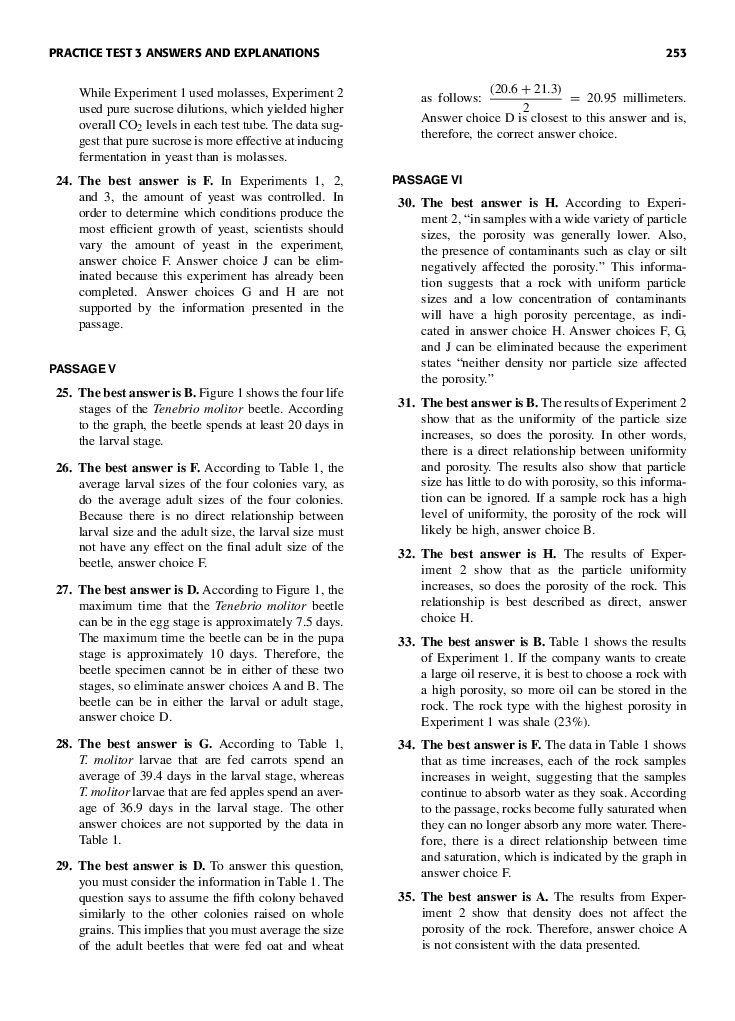 PRACTICE TEST 3 ANSWERS AND EXPLANATIONS 253
While Experiment 1 used molasses, Experiment 2
used pure sucrose dilutions, which yielded higher
overall CO2 levels in each test tube. The data sug-
gest that pure sucrose is more effective at inducing
fermentation in yeast than is molasses.
24. The best answer is F. In Experiments 1, 2,
and 3, the amount of yeast was controlled. In
order to determine which conditions produce the
most efficient growth of yeast, scientists should
vary the amount of yeast in the experiment,
answer choice F. Answer choice J can be elim-
inated because this experiment has already been
completed. Answer choices G and H are not
supported by the information presented in the
passage.
PASSAGE V
25. The best answer is B. Figure 1 shows the four life
stages of the Tenebrio molitor beetle. According
to the graph, the beetle spends at least 20 days in
the larval stage.
26. The best answer is F. According to Table 1, the
average larval sizes of the four colonies vary, as
do the average adult sizes of the four colonies.
Because there is no direct relationship between
larval size and the adult size, the larval size must
not have any effect on the final adult size of the
beetle, answer choice F.
27. The best answer is D. According to Figure 1, the
maximum time that the Tenebrio molitor beetle
can be in the egg stage is approximately 7.5 days.
The maximum time the beetle can be in the pupa
stage is approximately 10 days. Therefore, the
beetle specimen cannot be in either of these two
stages, so eliminate answer choices A and B. The
beetle can be in either the larval or adult stage,
answer choice D.
28. The best answer is G. According to Table 1,
T. molitor larvae that are fed carrots spend an
average of 39.4 days in the larval stage, whereas
T. molitor larvae that are fed apples spend an aver-
age of 36.9 days in the larval stage. The other
answer choices are not supported by the data in
Table 1.
29. The best answer is D. To answer this question,
you must consider the information in Table 1. The
question says to assume the fifth colony behaved
similarly to the other colonies raised on whole
grains. This implies that you must average the size
of the adult beetles that were fed oat and wheat
as follows: (20.6 + 21.3) / 2 = 20.95 millimeters.
Answer choice D is closest to this answer and is,
therefore, the correct answer choice.
PASSAGE VI
30. The best answer is H. According to Experi-
ment 2, “in samples with a wide variety of particle
sizes, the porosity was generally lower. Also,
the presence of contaminants such as clay or silt
negatively affected the porosity.” This informa-
tion suggests that a rock with uniform particle
sizes and a low concentration of contaminants
will have a high porosity percentage, as indi-
cated in answer choice H. Answer choices F, G,
and J can be eliminated because the experiment
states “neither density nor particle size affected
the porosity.”
31. The best answer is B. The results of Experiment 2
show that as the uniformity of the particle size
increases, so does the porosity. In other words,
there is a direct relationship between uniformity
and porosity. The results also show that particle
size has little to do with porosity, so this informa-
tion can be ignored. If a sample rock has a high
level of uniformity, the porosity of the rock will
likely be high, answer choice B.
32. The best answer is H. The results of Exper-
iment 2 show that as the particle uniformity
increases, so does the porosity of the rock. This
relationship is best described as direct, answer
choice H.
33. The best answer is B. Table 1 shows the results
of Experiment 1. If the company wants to create
a large oil reserve, it is best to choose a rock with
a high porosity, so more oil can be stored in the
rock. The rock type with the highest porosity in
Experiment 1 was shale (23%).
34. The best answer is F. The data in Table 1 shows
that as time increases, each of the rock samples
increases in weight, suggesting that the samples
continue to absorb water as they soak. According
to the passage, rocks become fully saturated when
they can no longer absorb any more water. There-
fore, there is a direct relationship between time
and saturation, which is indicated by the graph in
answer choice F.
35. The best answer is A. The results from Exper-
iment 2 show that density does not affect the
porosity of the rock. Therefore, answer choice A
is not consistent with the data presented.